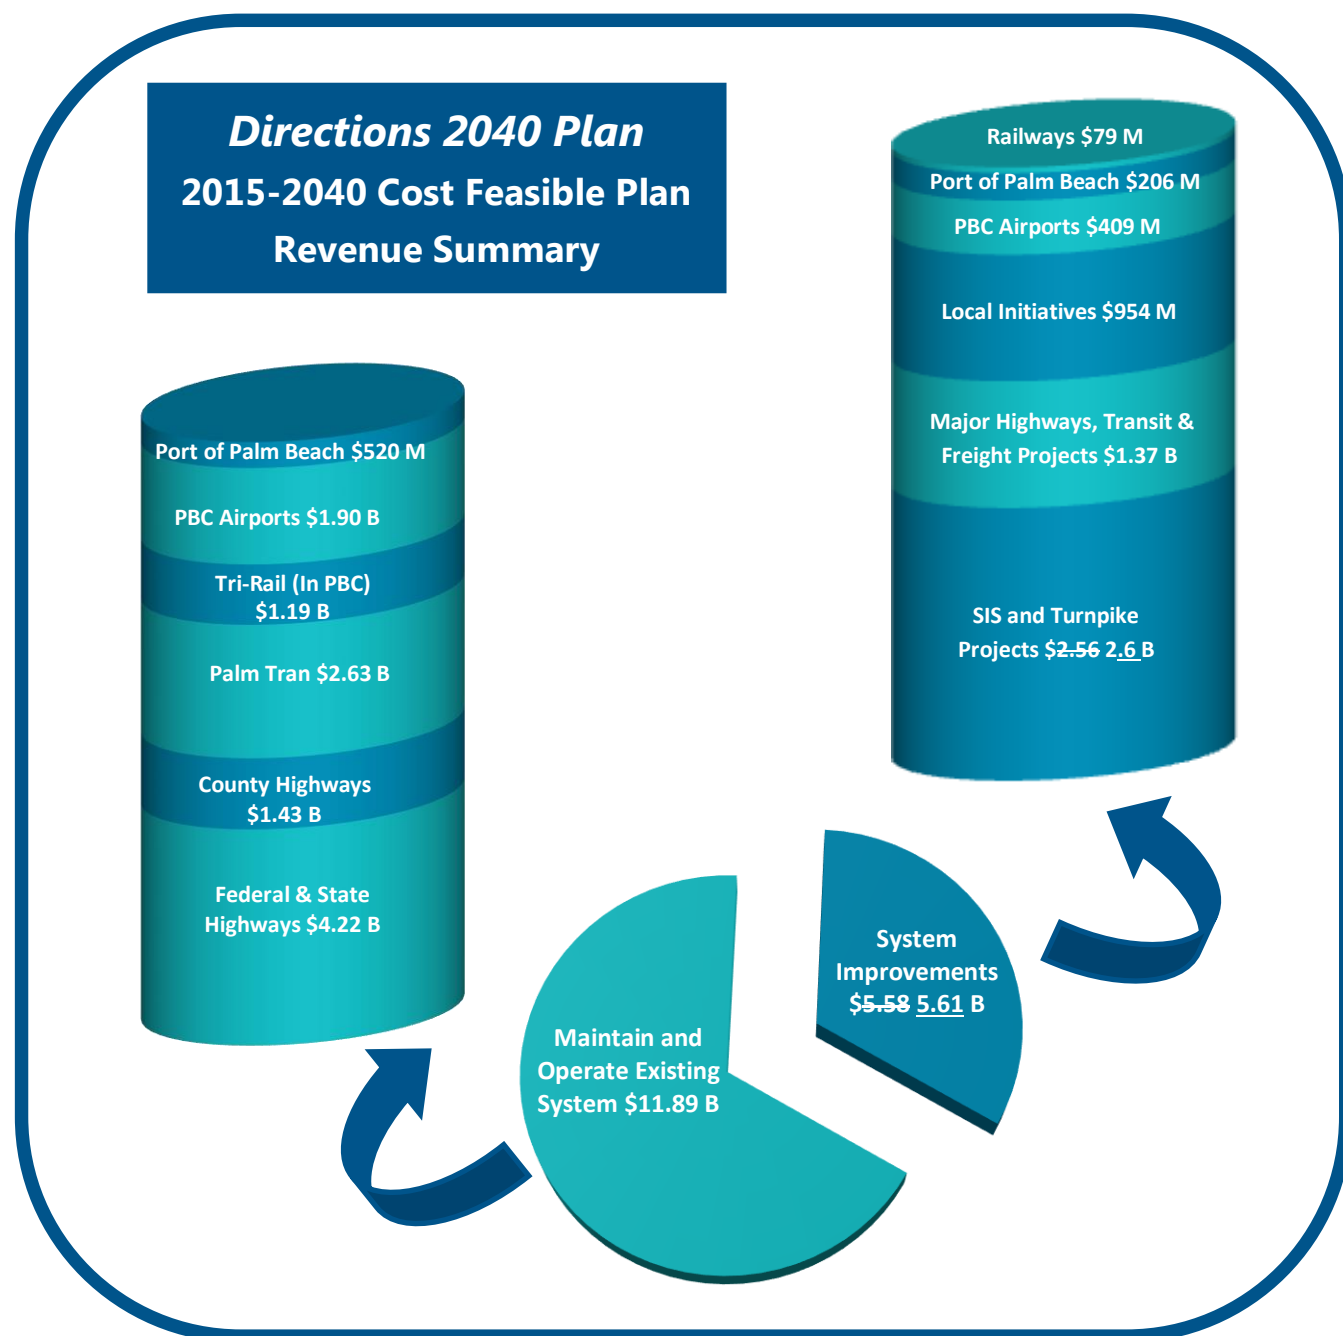 Directions 2040 Plan
2015-2040 Cost Feasible Plan
Revenue Summary
Port of Palm Beach $520 M
PBC Airports $1.90 B
Tri-Rail (In PBC)
$1.19 B
Palm Tran $2.63 B
County Highways
$1.43 B
Federal & State
Highways $4.22 B
Railways $79 M
Port of Palm Beach $206 M
PBC Airports $409 M
Local Initiatives $954 M
Major Highways, Transit &
Freight Projects $1.37 B
SIS and Turnpike
Projects $2.56 2.6 B
Maintain and
Operate Existing
System $11.89 B
System
Improvements
$5.58 5.61 B